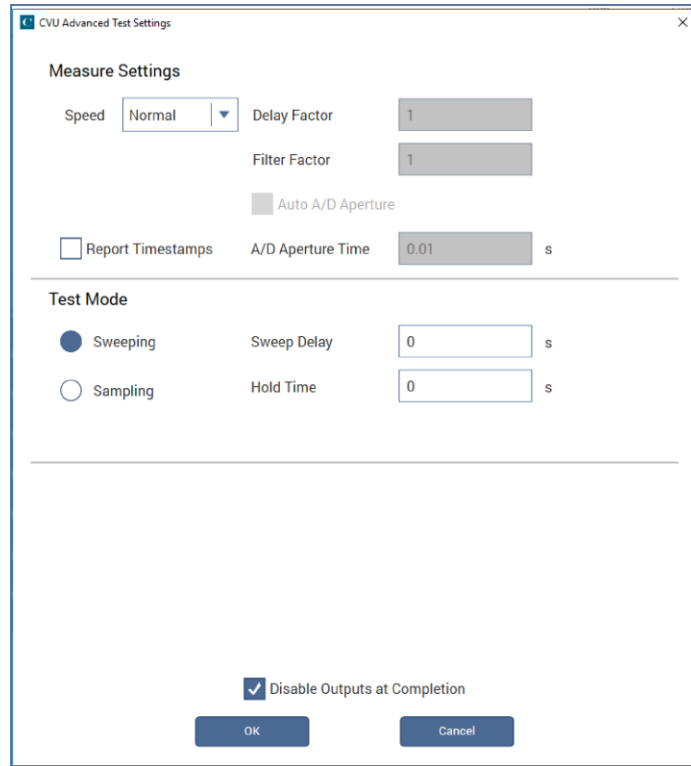 CVU Advanced Test Settings
Measure Settings
Speed Normal Delay Factor 1
Filter Factor 1
Auto A/D Aperture
Report Timestamps A/D Aperture Time 0.01 s
Test Mode
Sweeping Sweep Delay 0 s
Sampling Hold Time 0 s
Disable Outputs at Completion
OK Cancel